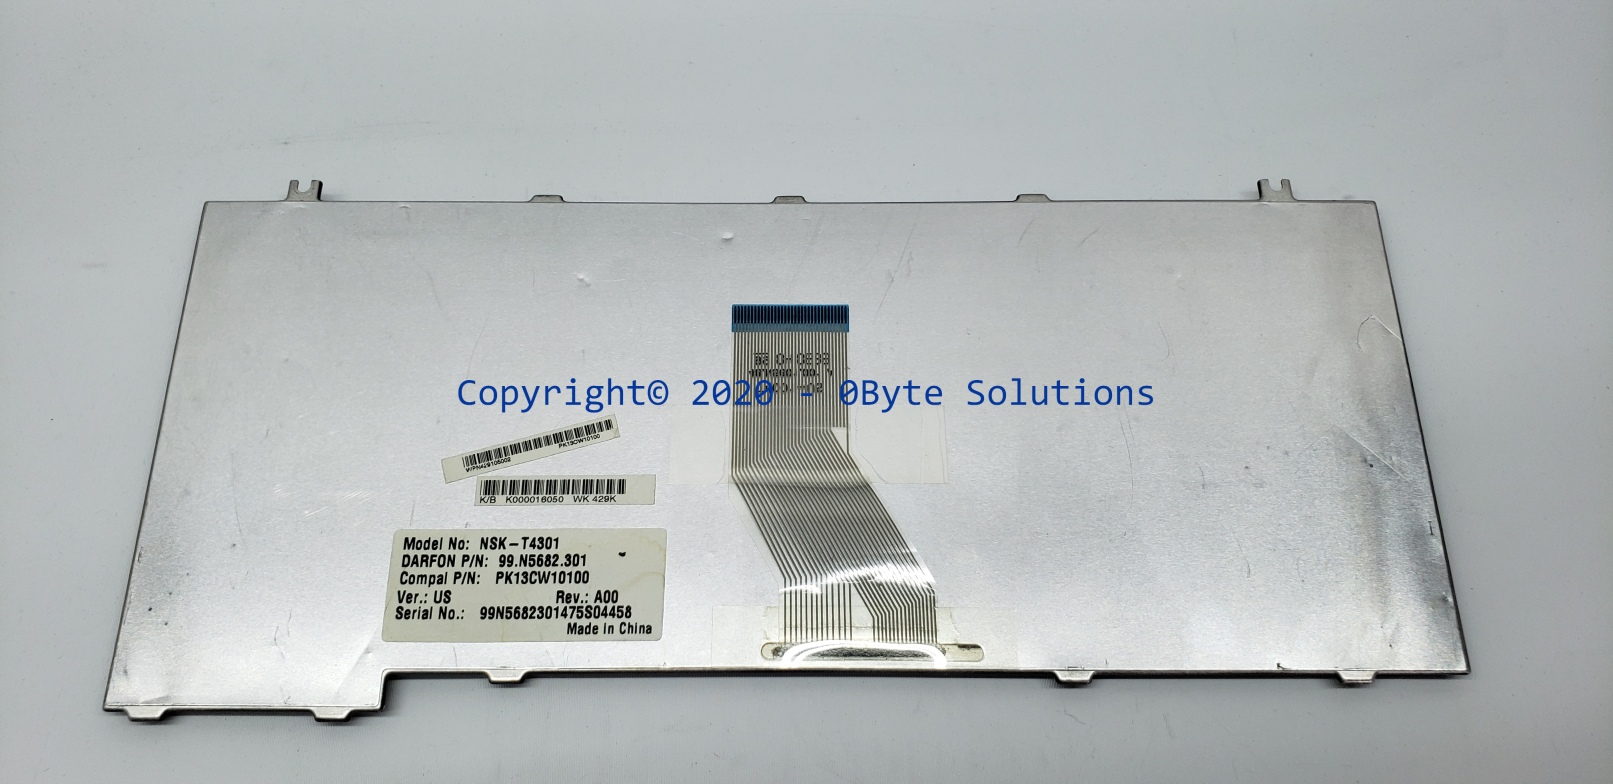 Copyright© 2020 - 0Byte Solutions
PK13CW10100
K/B K000016050 WK 429K
Model No: NSK-T4301
DARFON P/N: 99.N5682.301
Compal P/N: PK13CW10100
Ver.: US Rev.: A00
Serial No.: 99N5682301475S04458
Made in China